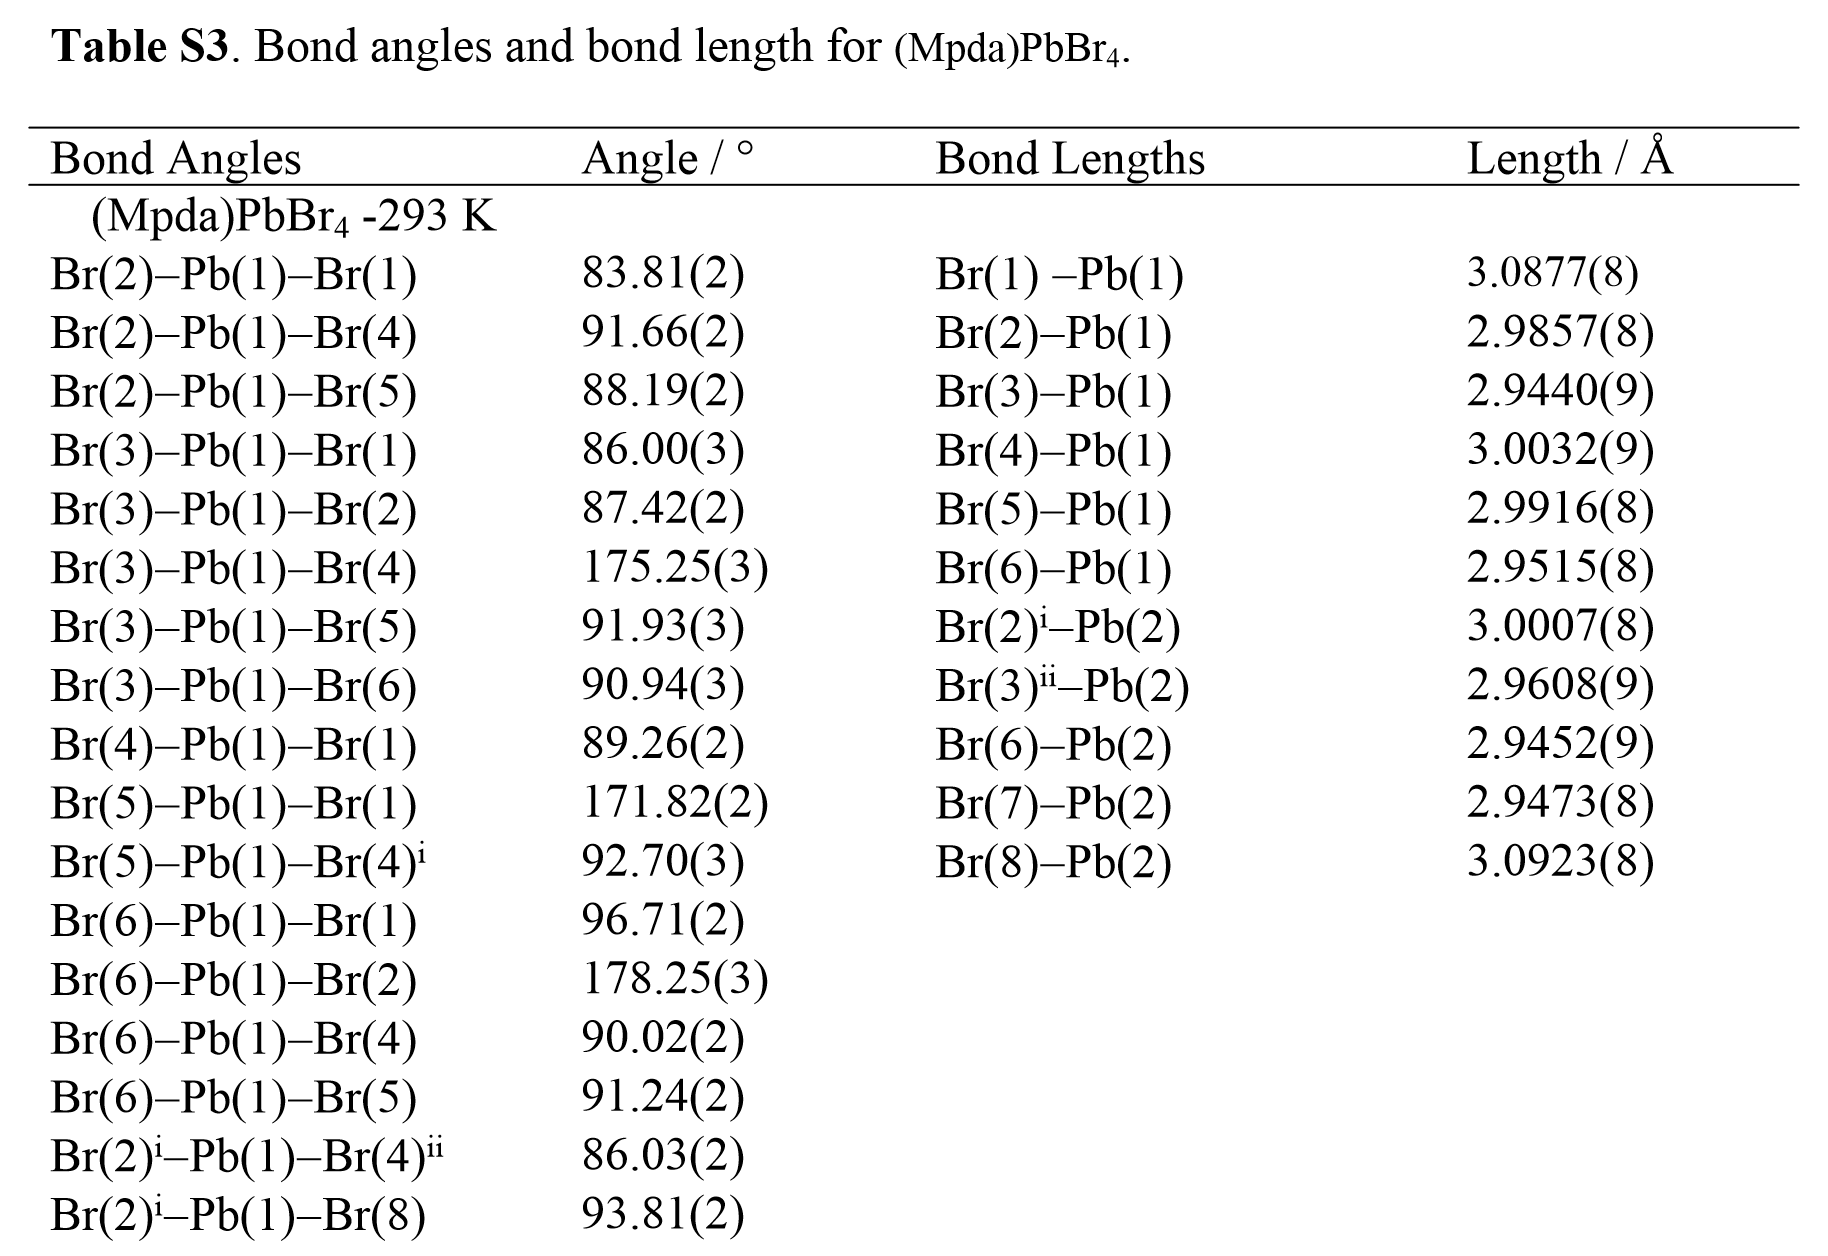 Table S3. Bond angles and bond length for (Mpda)PbBr₄.
Bond Angles Angle / ° Bond Lengths Length / Å
(Mpda)PbBr₄ -293 K
Br(2)–Pb(1)–Br(1) 83.81(2) Br(1) –Pb(1) 3.0877(8)
Br(2)–Pb(1)–Br(4) 91.66(2) Br(2)–Pb(1) 2.9857(8)
Br(2)–Pb(1)–Br(5) 88.19(2) Br(3)–Pb(1) 2.9440(9)
Br(3)–Pb(1)–Br(1) 86.00(3) Br(4)–Pb(1) 3.0032(9)
Br(3)–Pb(1)–Br(2) 87.42(2) Br(5)–Pb(1) 2.9916(8)
Br(3)–Pb(1)–Br(4) 175.25(3) Br(6)–Pb(1) 2.9515(8)
Br(3)–Pb(1)–Br(5) 91.93(3) Br(2)ⁱ–Pb(2) 3.0007(8)
Br(3)–Pb(1)–Br(6) 90.94(3) Br(3)ⁱⁱ–Pb(2) 2.9608(9)
Br(4)–Pb(1)–Br(1) 89.26(2) Br(6)–Pb(2) 2.9452(9)
Br(5)–Pb(1)–Br(1) 171.82(2) Br(7)–Pb(2) 2.9473(8)
Br(5)–Pb(1)–Br(4)ⁱ 92.70(3) Br(8)–Pb(2) 3.0923(8)
Br(6)–Pb(1)–Br(1) 96.71(2)
Br(6)–Pb(1)–Br(2) 178.25(3)
Br(6)–Pb(1)–Br(4) 90.02(2)
Br(6)–Pb(1)–Br(5) 91.24(2)
Br(2)ⁱ–Pb(1)–Br(4)ⁱⁱ 86.03(2)
Br(2)ⁱ–Pb(1)–Br(8) 93.81(2)